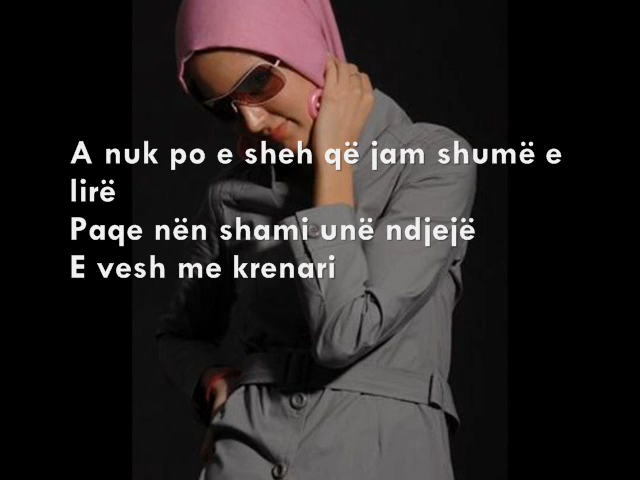 A nuk po e sheh që jam shumë e
lirë
Paqe nën shami unë ndjejë
E vesh me krenari